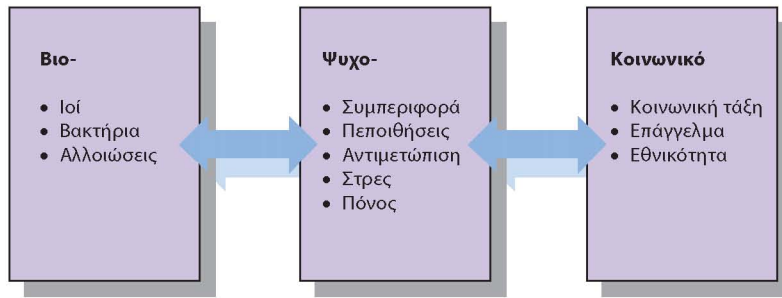 Βιο-
• Ιοί
• Βακτήρια
• Αλλοιώσεις
Ψυχο-
• Συμπεριφορά
• Πεποιθήσεις
• Αντιμετώπιση
• Στρες
• Πόνος
Κοινωνικό
• Κοινωνική τάξη
• Επάγγελμα
• Εθνικότητα